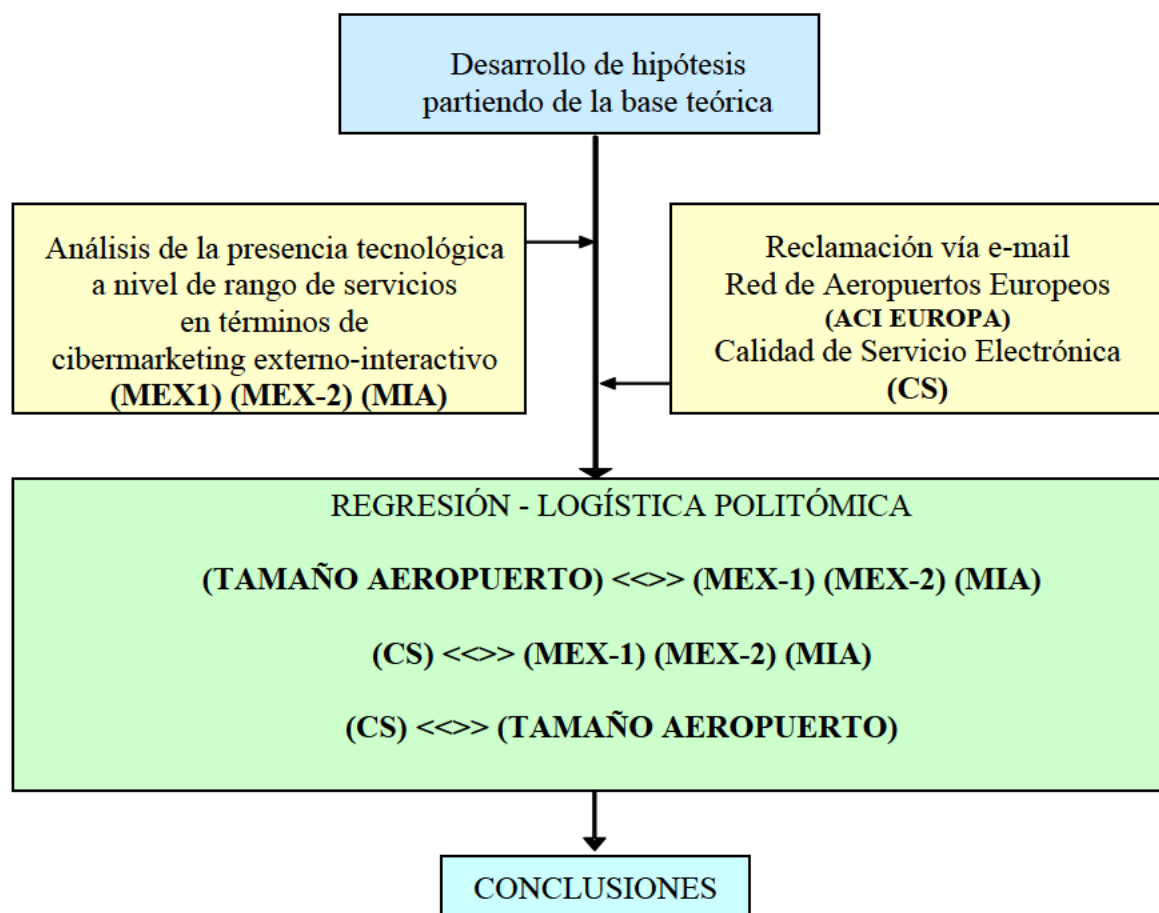 Desarrollo de hipótesis
partiendo de la base teórica
Análisis de la presencia tecnológica
a nivel de rango de servicios
en términos de
cibermarketing externo-interactivo
(MEX1) (MEX-2) (MIA)
Reclamación vía e-mail
Red de Aeropuertos Europeos
(ACI EUROPA)
Calidad de Servicio Electrónica
(CS)
REGRESIÓN - LOGÍSTICA POLITÓMICA
(TAMAÑO AEROPUERTO) <<>> (MEX-1) (MEX-2) (MIA)
(CS) <<>> (MEX-1) (MEX-2) (MIA)
(CS) <<>> (TAMAÑO AEROPUERTO)
CONCLUSIONES